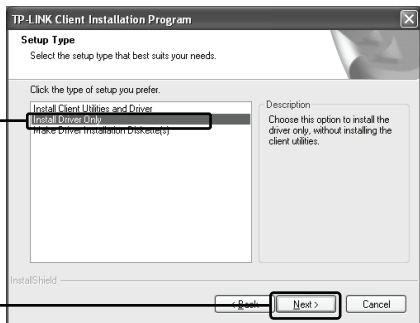 TP-LINK Client Installation Program
Setup Type
Select the setup type that best suits your needs.
Click the type of setup you prefer.
Install Client Utilities and Driver
Install Driver Only
Make Driver Installation Diskette(s)
Description
Choose this option to install the
driver only, without installing the
client utilities.
InstallShield
< Back
Next >
Cancel